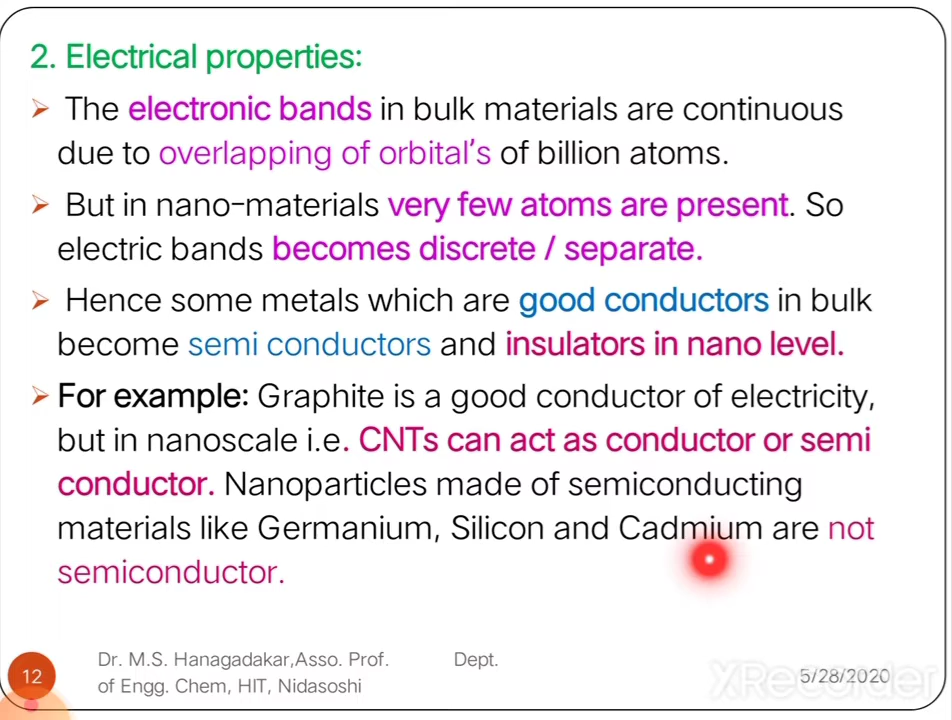 2. Electrical properties:
➢ The electronic bands in bulk materials are continuous
due to overlapping of orbital's of billion atoms.
➢ But in nano-materials very few atoms are present. So
electric bands becomes discrete / separate.
➢ Hence some metals which are good conductors in bulk
become semi conductors and insulators in nano level.
➢ For example: Graphite is a good conductor of electricity,
but in nanoscale i.e. CNTs can act as conductor or semi
conductor. Nanoparticles made of semiconducting
materials like Germanium, Silicon and Cadmium are not
semiconductor.
12
Dr. M.S. Hanagadakar,Asso. Prof. Dept.
of Engg. Chem, HIT, Nidasoshi
5/28/2020
XRecorder